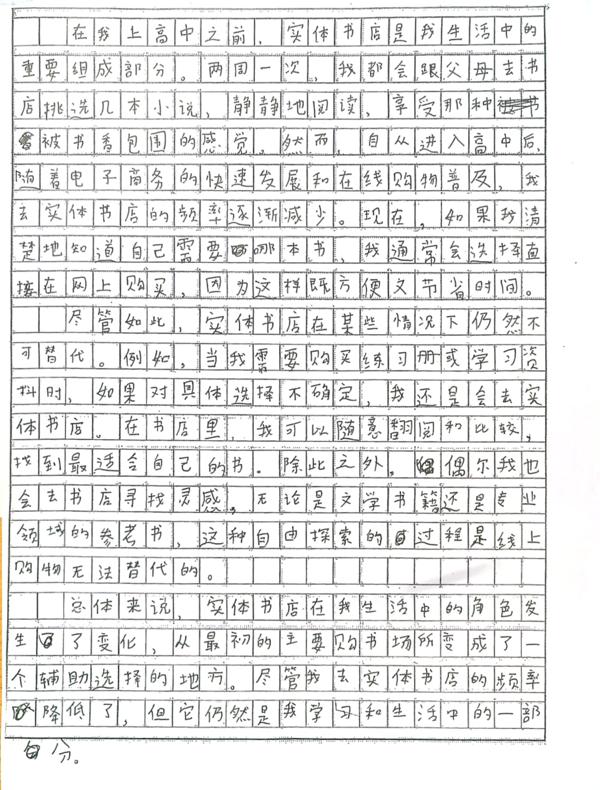 在我上高中之前，实体书店是我生活中的
重要组成部分。两周一次，我都会跟父母去书
店挑选几本小说，静静地阅读，享受那种
被书香包围的感觉。然而，自从进入高中后，
随着电子商务的快速发展和在线购物普及，我
去实体书店的频率逐渐减少。现在，如果我清
楚地知道自己需要哪本书，我通常会选择直
接在网上购买，因为这样既方便又节省时间。
尽管如此，实体书店在某些情况下仍然不
可替代。例如，当我需要购买练习册或学习资
料时，如果对具体选择不确定，我还是会去实
体书店。在书店里，我可以随意翻阅和比较，
找到最适合自己的书。除此之外。偶尔我也
会去书店寻找灵感，无论是文学书籍还是专业
领域的参考书，这种自由探索的过程是线上
购物无法替代的。
总体来说，实体书店在我生活中的角色发
生了变化，从最初的主要购书场所变成了一
个辅助选择的地方。尽管我去实体书店的频率
降低了，但它仍然是我学习和生活中的一部
分。